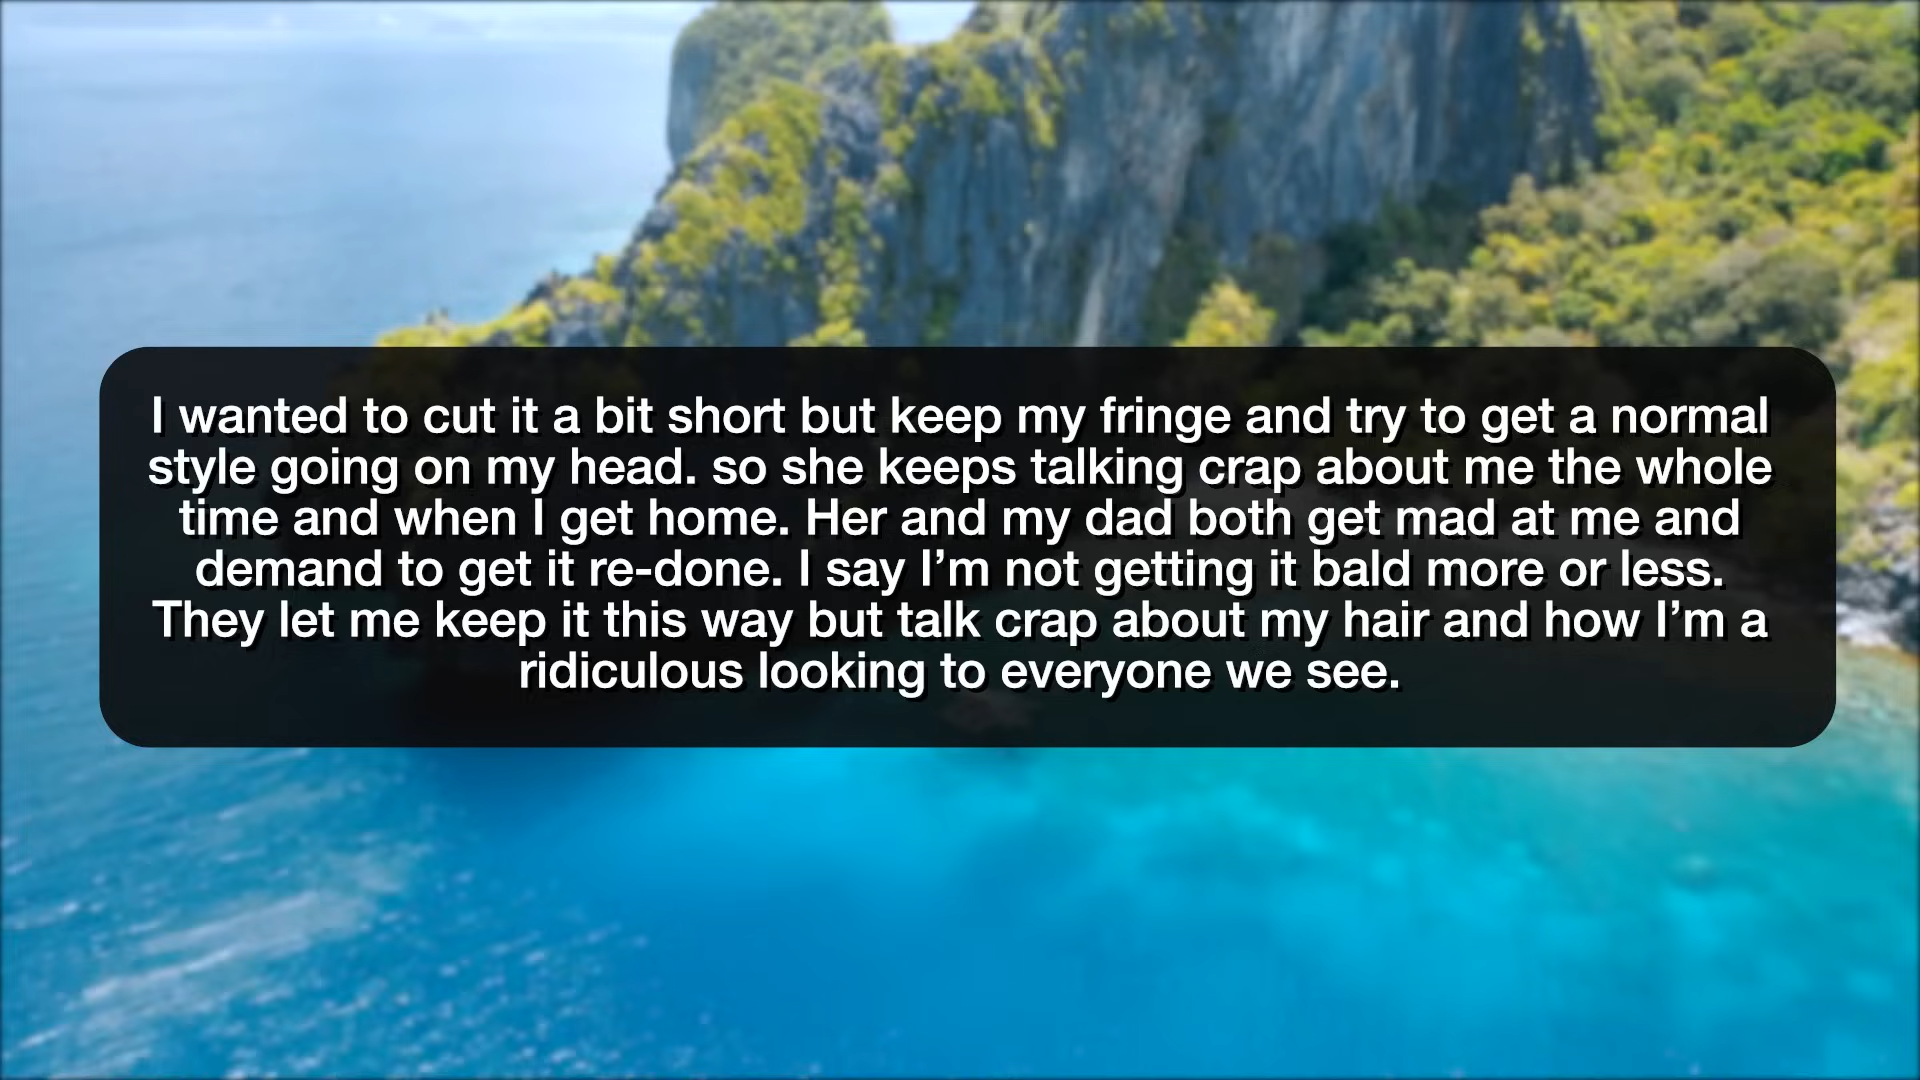 I wanted to cut it a bit short but keep my fringe and try to get a normal
style going on my head. so she keeps talking crap about me the whole
time and when I get home. Her and my dad both get mad at me and
demand to get it re-done. I say I’m not getting it bald more or less.
They let me keep it this way but talk crap about my hair and how I’m a
ridiculous looking to everyone we see.